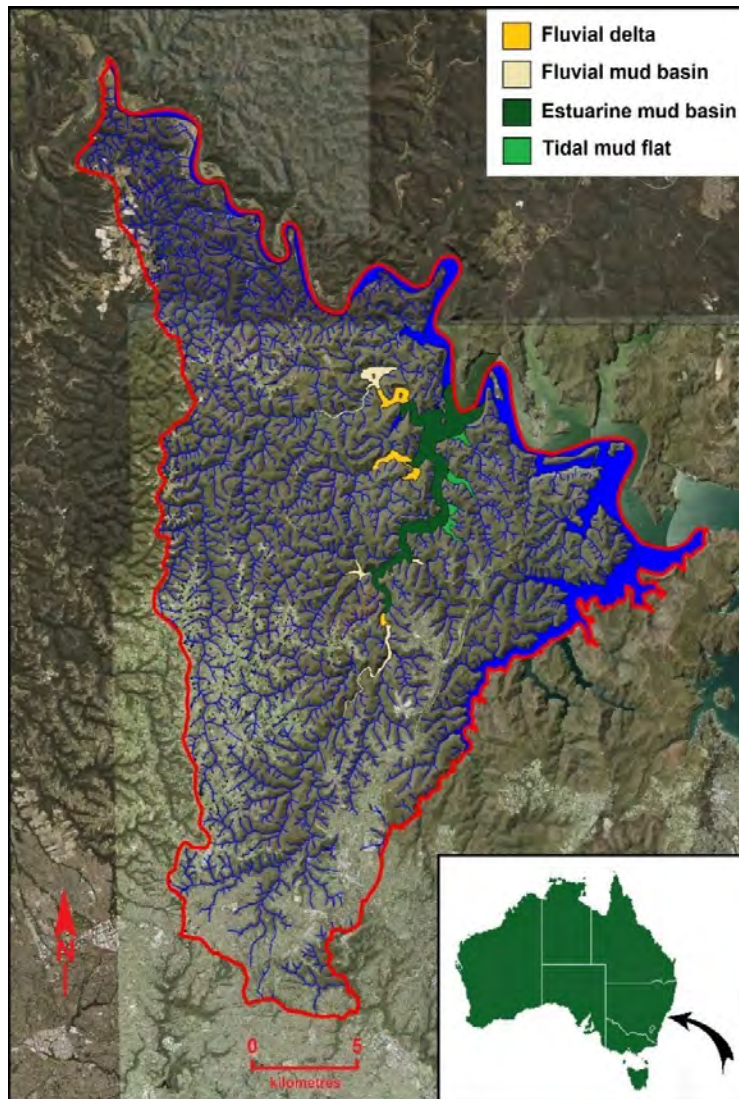 Fluvial delta
Fluvial mud basin
Estuarine mud basin
Tidal mud flat
N
0 5
kilometres